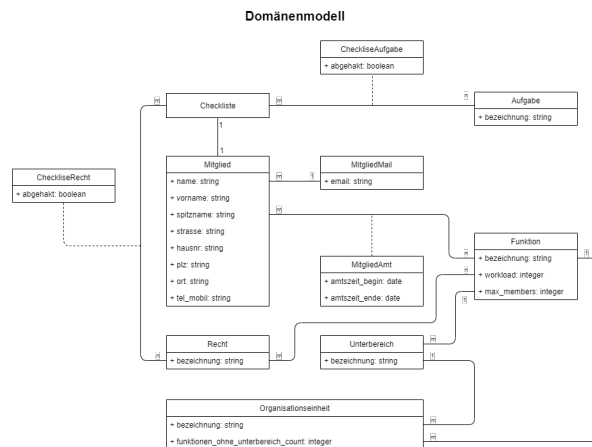 Domänenmodell
CheckliseAufgabe
+ abgehakt: boolean
Checkliste
Aufgabe
+ bezeichnung: string
1
1
CheckliseRecht
+ abgehakt: boolean
Mitglied
+ name: string
+ vorname: string
+ spitzname: string
+ strasse: string
+ hausnr: string
+ plz: string
+ ort: string
+ tel_mobil: string
MitgliedMail
+ email: string
MitgliedAmt
+ amtszeit_begin: date
+ amtszeit_ende: date
Funktion
+ bezeichnung: string
+ workload: integer
+ max_members: integer
Recht
+ bezeichnung: string
Unterbereich
+ bezeichnung: string
Organisationseinheit
+ bezeichnung: string
+ funktionen_ohne_unterbereich_count: integer